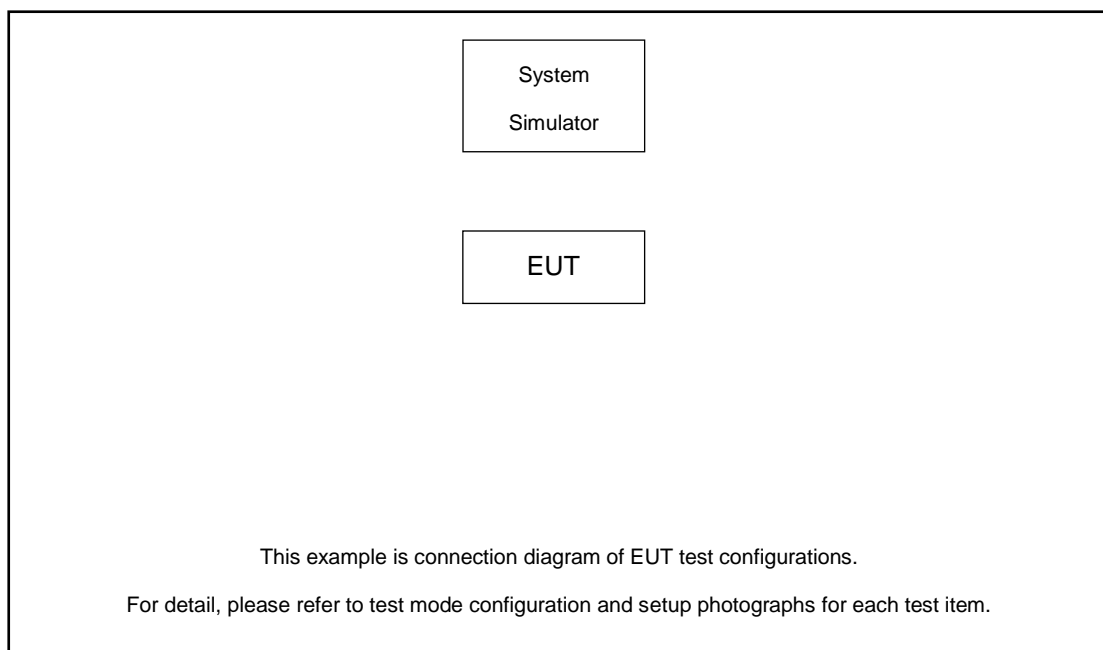 System
Simulator
EUT
This example is connection diagram of EUT test configurations.
For detail, please refer to test mode configuration and setup photographs for each test item.